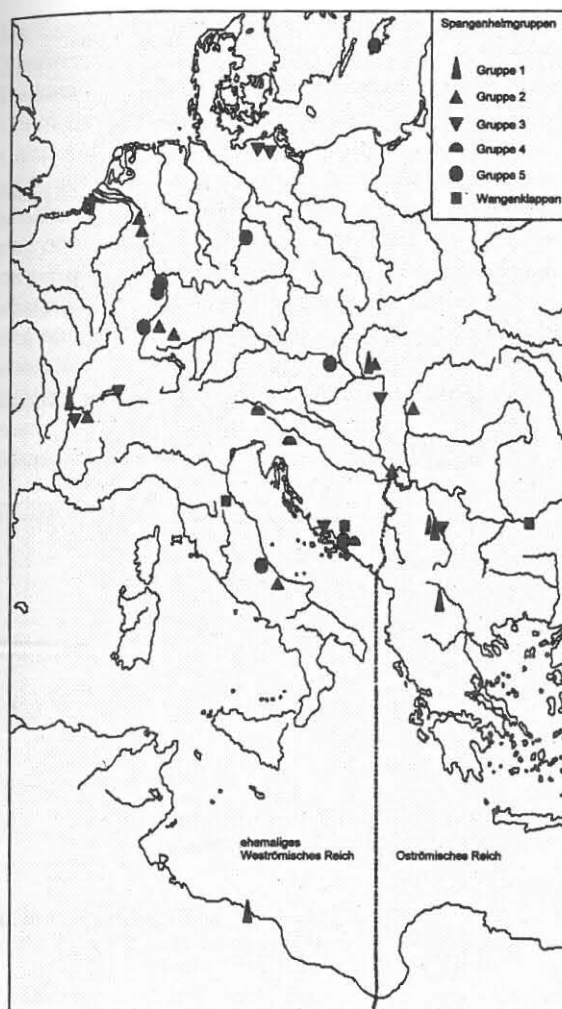 Spangenhelmgruppen
Gruppe 1
Gruppe 2
Gruppe 3
Gruppe 4
Gruppe 5
Wangenklappen
ehemaliges
Weströmisches Reich
Oströmisches Reich